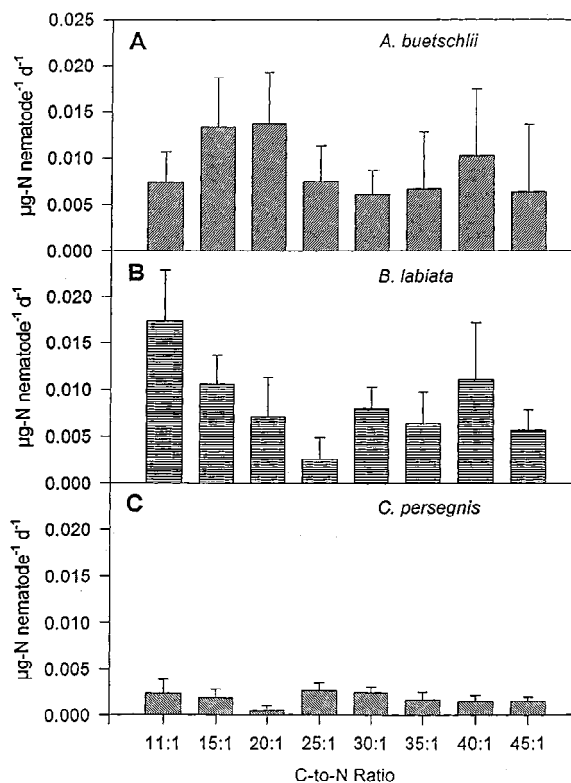 0.025
A
A. buetschlii
0.020
0.015
0.010
0.005
0.000
µg-N nematode⁻¹ d⁻¹
B
B. labiata
0.020
0.015
0.010
0.005
0.000
µg-N nematode⁻¹ d⁻¹
C
C. persegnis
0.020
0.015
0.010
0.005
0.000
µg-N nematode⁻¹ d⁻¹
11:1 15:1 20:1 25:1 30:1 35:1 40:1 45:1
C-to-N Ratio